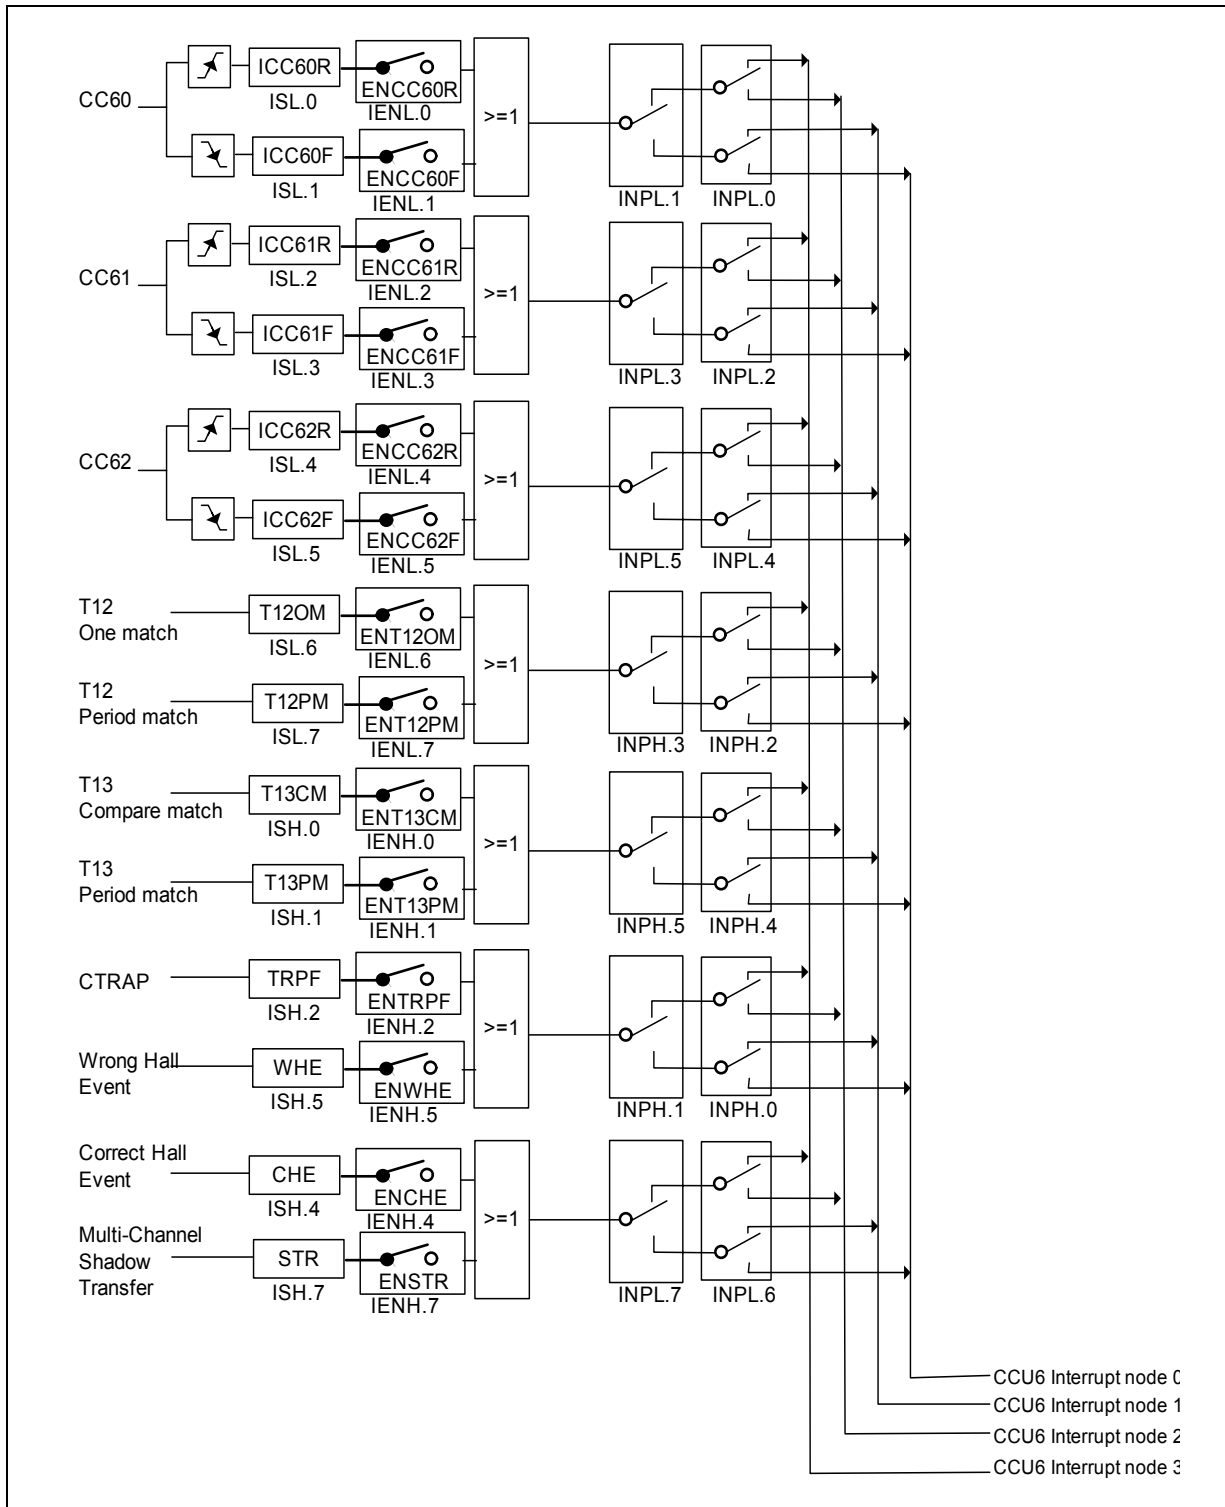 CC60
ICC60R
ISL.0
ENCC60R
IENL.0
ICC60F
ISL.1
ENCC60F
IENL.1
>=1
INPL.1
INPL.0
CC61
ICC61R
ISL.2
ENCC61R
IENL.2
ICC61F
ISL.3
ENCC61F
IENL.3
>=1
INPL.3
INPL.2
CC62
ICC62R
ISL.4
ENCC62R
IENL.4
ICC62F
ISL.5
ENCC62F
IENL.5
>=1
INPL.5
INPL.4
T12
One match
T12OM
ISL.6
ENT12OM
IENL.6
T12
Period match
T12PM
ISL.7
ENT12PM
IENL.7
>=1
INPH.3
INPH.2
T13
Compare match
T13CM
ISH.0
ENT13CM
IENH.0
T13
Period match
T13PM
ISH.1
ENT13PM
IENH.1
>=1
INPH.5
INPH.4
CTRAP
TRPF
ISH.2
ENTRPF
IENH.2
Wrong Hall
Event
WHE
ISH.5
ENWHE
IENH.5
>=1
INPH.1
INPH.0
Correct Hall
Event
CHE
ISH.4
ENCHE
IENH.4
Multi-Channel
Shadow
Transfer
STR
ISH.7
ENSTR
IENH.7
>=1
INPL.7
INPL.6
CCU6 Interrupt node 0
CCU6 Interrupt node 1
CCU6 Interrupt node 2
CCU6 Interrupt node 3